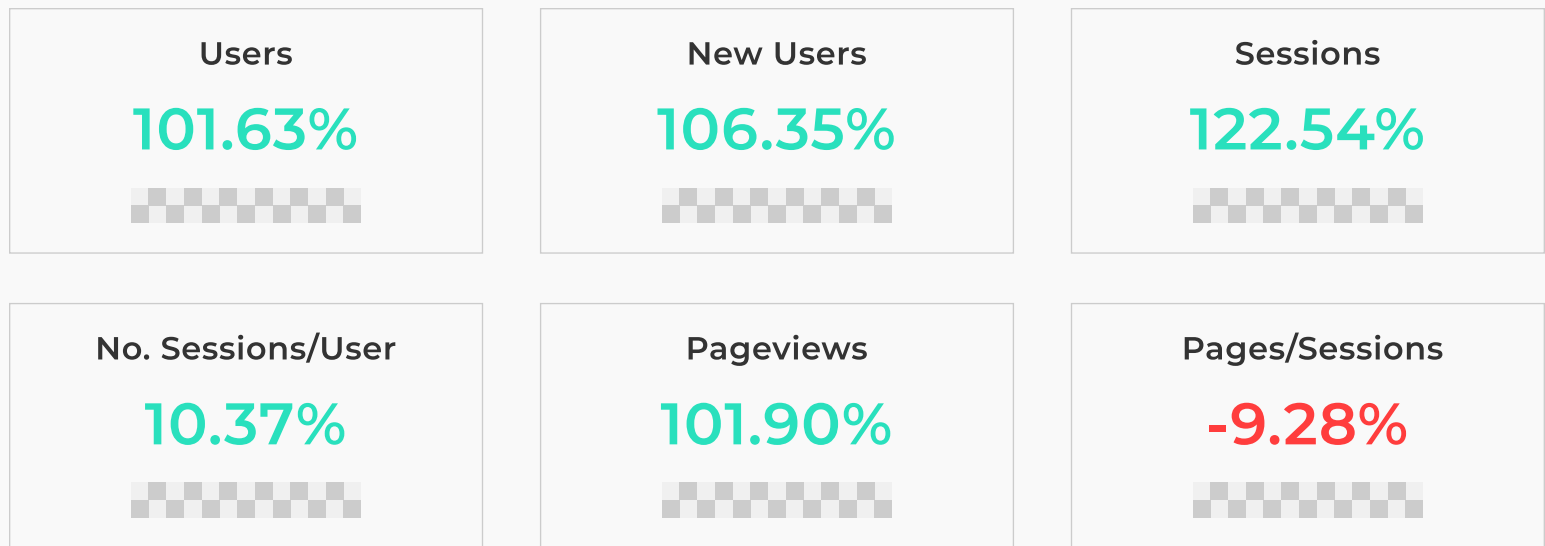 Users
101.63%
New Users
106.35%
Sessions
122.54%
No. Sessions/User
10.37%
Pageviews
101.90%
Pages/Sessions
-9.28%